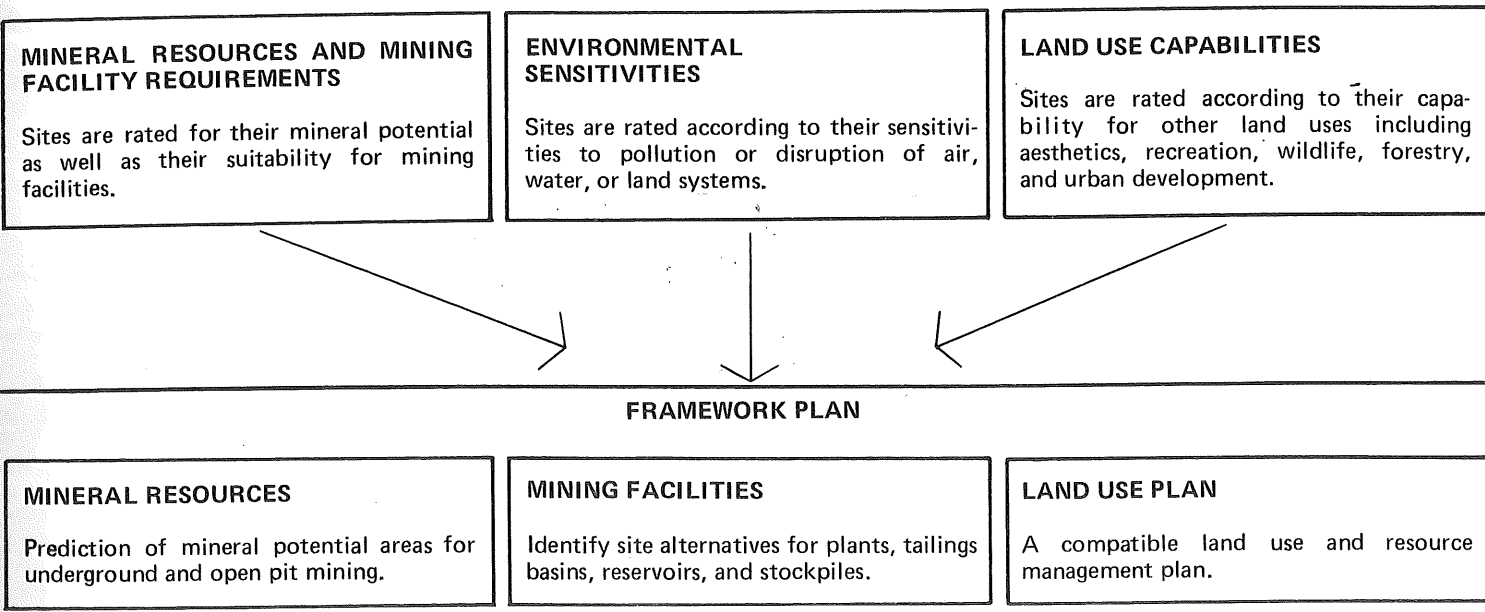 MINERAL RESOURCES AND MINING
FACILITY REQUIREMENTS
Sites are rated for their mineral potential
as well as their suitability for mining
facilities.
ENVIRONMENTAL
SENSITIVITIES
Sites are rated according to their sensitivi-
ties to pollution or disruption of air,
water, or land systems.
LAND USE CAPABILITIES
Sites are rated according to their capa-
bility for other land uses including
aesthetics, recreation, wildlife, forestry,
and urban development.
FRAMEWORK PLAN
MINERAL RESOURCES
Prediction of mineral potential areas for
underground and open pit mining.
MINING FACILITIES
Identify site alternatives for plants, tailings
basins, reservoirs, and stockpiles.
LAND USE PLAN
A compatible land use and resource
management plan.